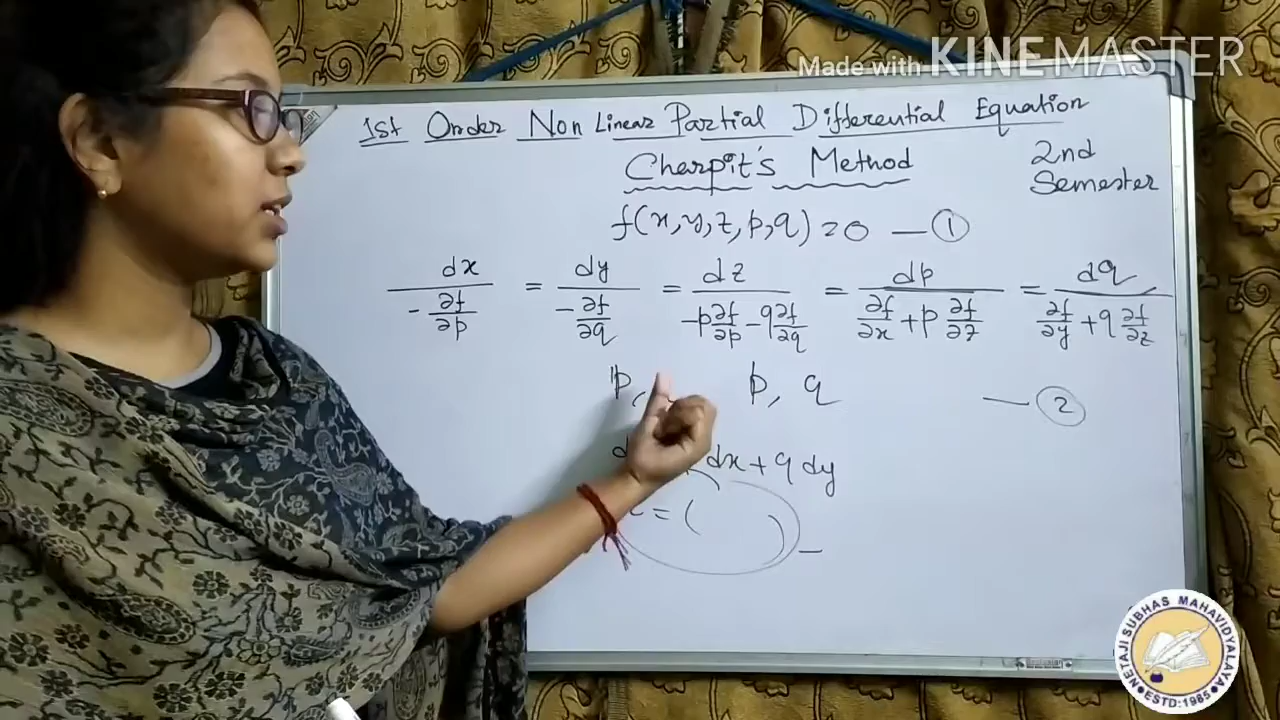 Made with KINEMASTER
1st Order Non Linear Partial Differential Equation
Charpit's Method
2nd Semester
f(x, y, z, p, q) = 0 — ①
dx / -∂f/∂p = dy / -∂f/∂q = dz / -p ∂f/∂p - q ∂f/∂q = dp / ∂f/∂x + p ∂f/∂z = dq / ∂f/∂y + q ∂f/∂z
p, p, q — ②
dx + q dy
= ( ) —
NETAJI SUBHAS MAHAVIDYALAYA
ESTD: 1985